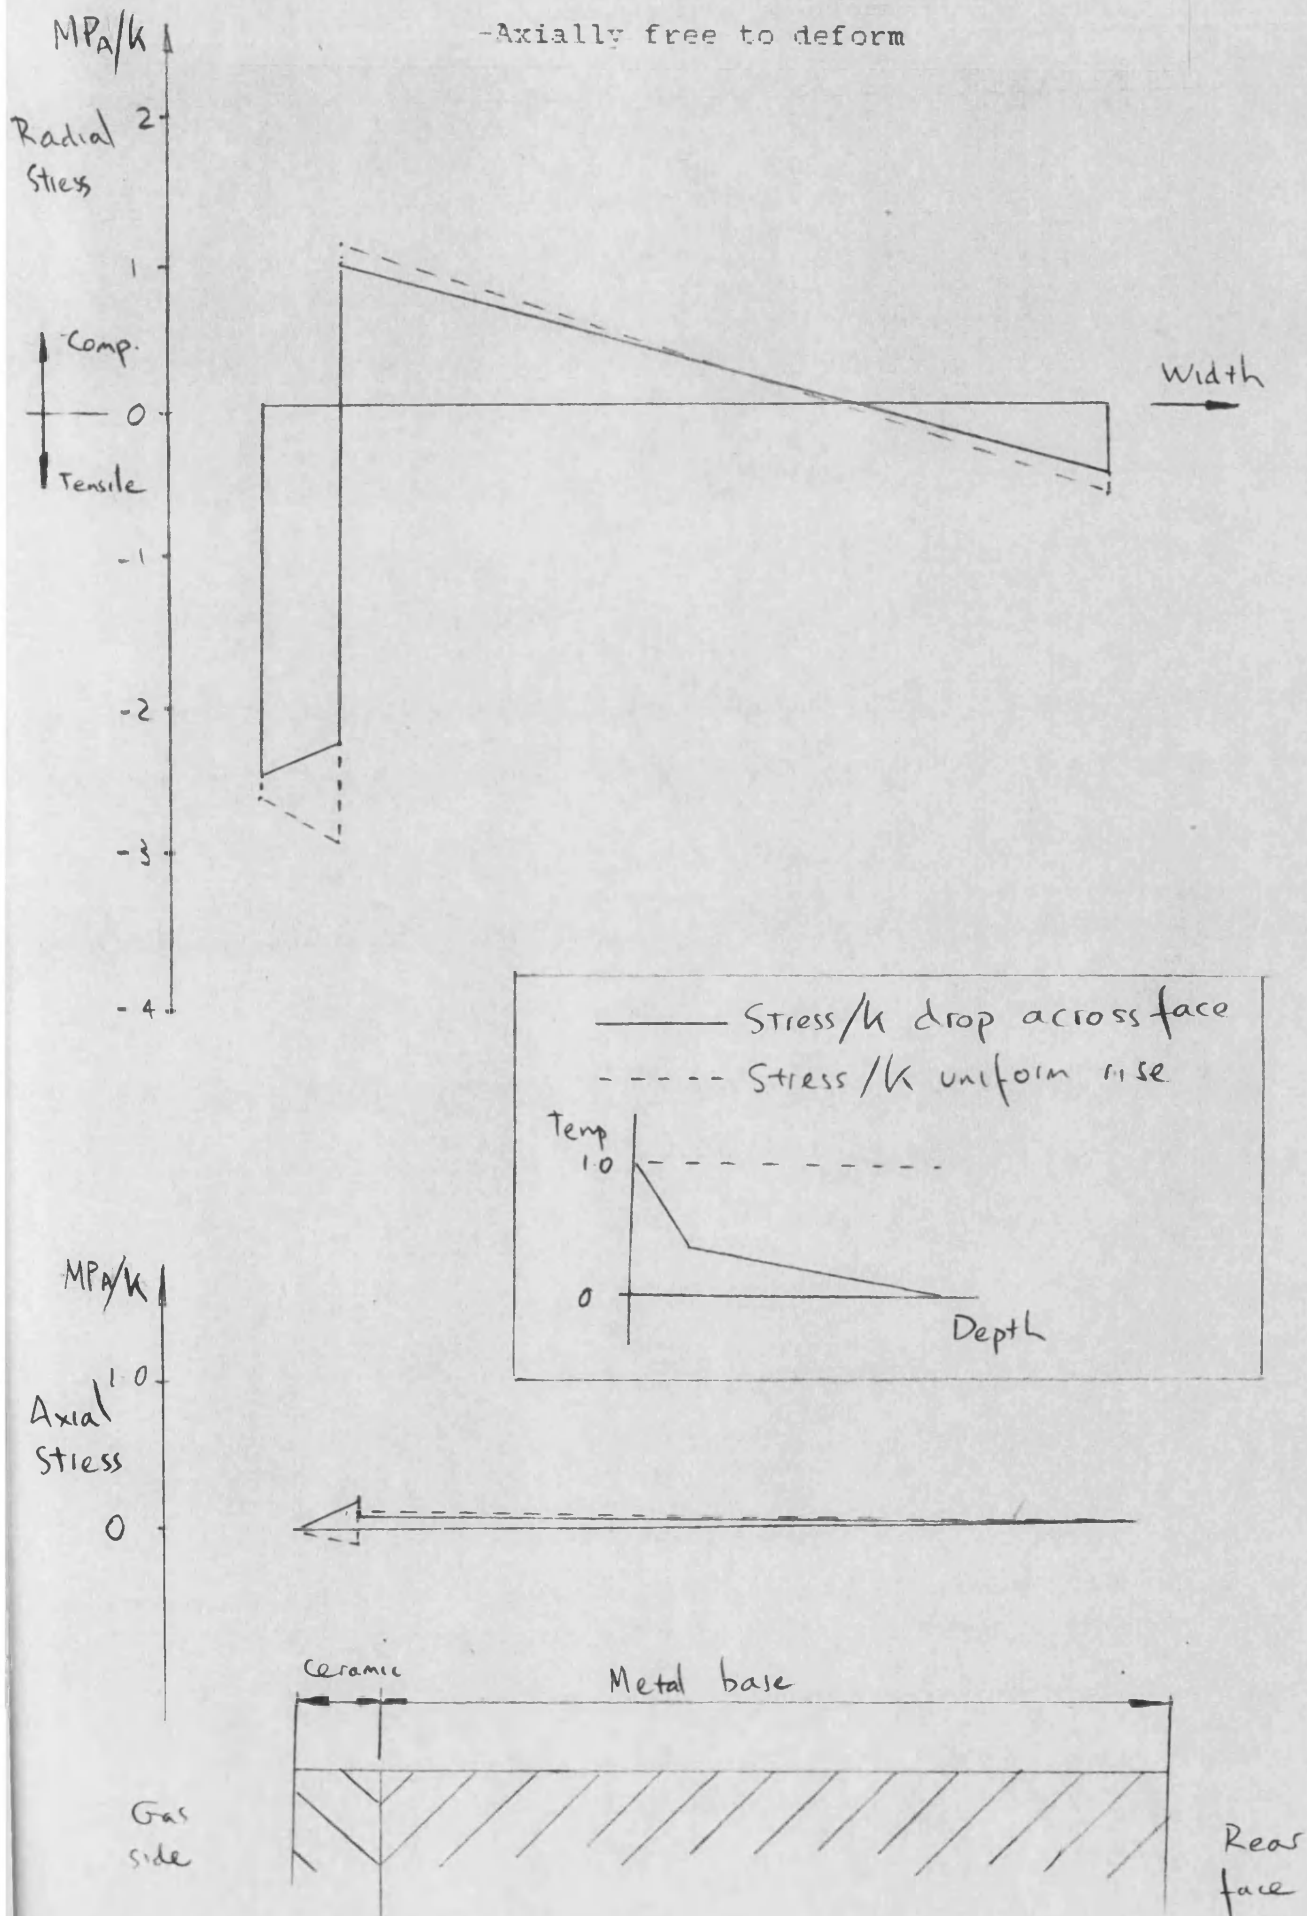 -Axially free to deform
MPA/K
2
Radial
Stress
1
Comp.
Width
0
Tensile
-1
-2
-3
-4
Stress/K drop across face
Stress/K uniform rise
Temp
1.0
0
Depth
MPA/K
1.0
Axial
Stress
0
Ceramic
Metal base
Gas
side
Rear
face